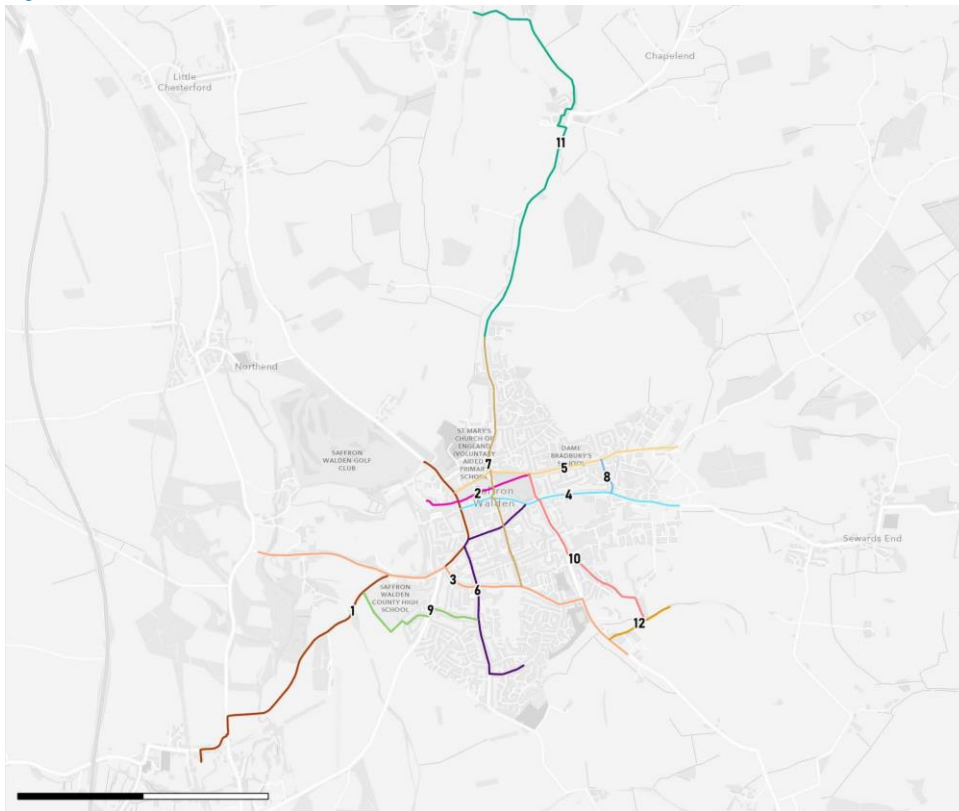 Little
Chesterford
Chapelend
11
Northend
ST MARY'S
CHURCH OF
ENGLAND
(VOLUNTARY
AIDED)
PRIMARY
SCHOOL
SAFFRON
WALDEN GOLF
CLUB
DAME
BRADBURY'S
SCHOOL
7
5
8
2
4
Walden
Sewards End
10
3
6
SAFFRON
WALDEN
COUNTY HIGH
SCHOOL
1
9
12